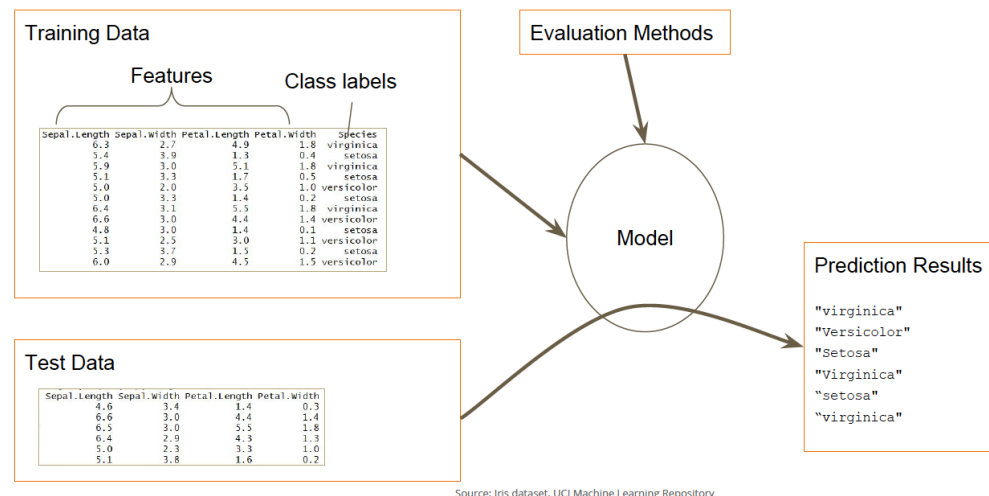 Training Data
Features
Class labels
Sepal.Length Sepal.Width Petal.Length Petal.Width Species
6.3 2.7 4.9 1.8 virginica
5.4 3.9 1.3 0.4 setosa
5.9 3.0 5.1 1.8 virginica
5.1 3.3 1.7 0.5 setosa
5.0 2.0 3.5 1.0 versicolor
5.0 3.3 1.4 0.2 setosa
6.4 3.1 5.5 1.8 virginica
6.6 3.0 4.4 1.4 versicolor
4.8 3.0 1.4 0.1 setosa
5.1 2.5 3.0 1.1 versicolor
5.3 3.7 1.5 0.2 setosa
6.0 2.9 4.5 1.5 versicolor
Evaluation Methods
Model
Test Data
Sepal.Length Sepal.Width Petal.Length Petal.Width
4.6 3.4 1.4 0.3
6.6 3.0 4.4 1.4
6.5 3.0 5.5 1.8
6.4 2.9 4.3 1.3
5.0 2.3 3.3 1.0
5.1 3.8 1.6 0.2
Prediction Results
"virginica"
"Versicolor"
"Setosa"
"Virginica"
“setosa"
“virginica"
Source: Iris dataset, UCI Machine Learning Repository